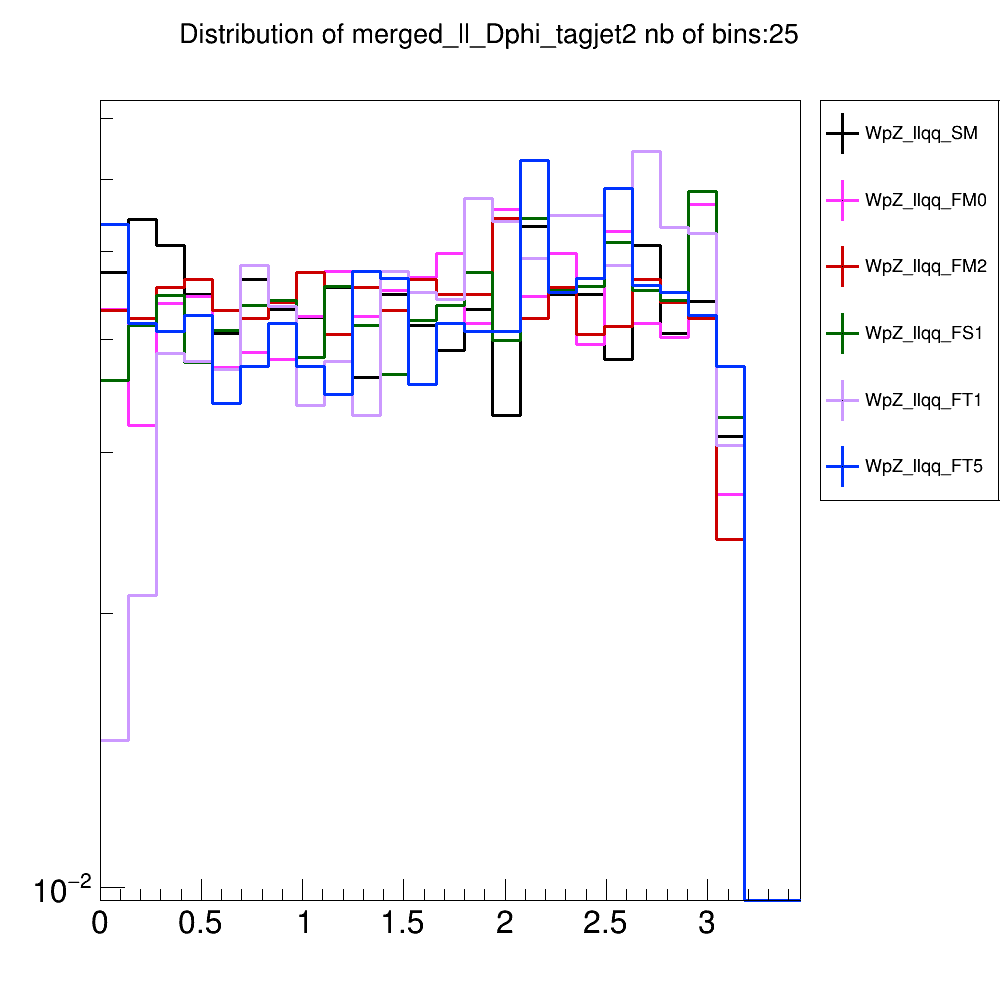 Distribution of merged_ll_Dphi_tagjet2 nb of bins:25
WpZ_llqq_SM
WpZ_llqq_FM0
WpZ_llqq_FM2
WpZ_llqq_FS1
WpZ_llqq_FT1
WpZ_llqq_FT5
10⁻²
0 0.5 1 1.5 2 2.5 3